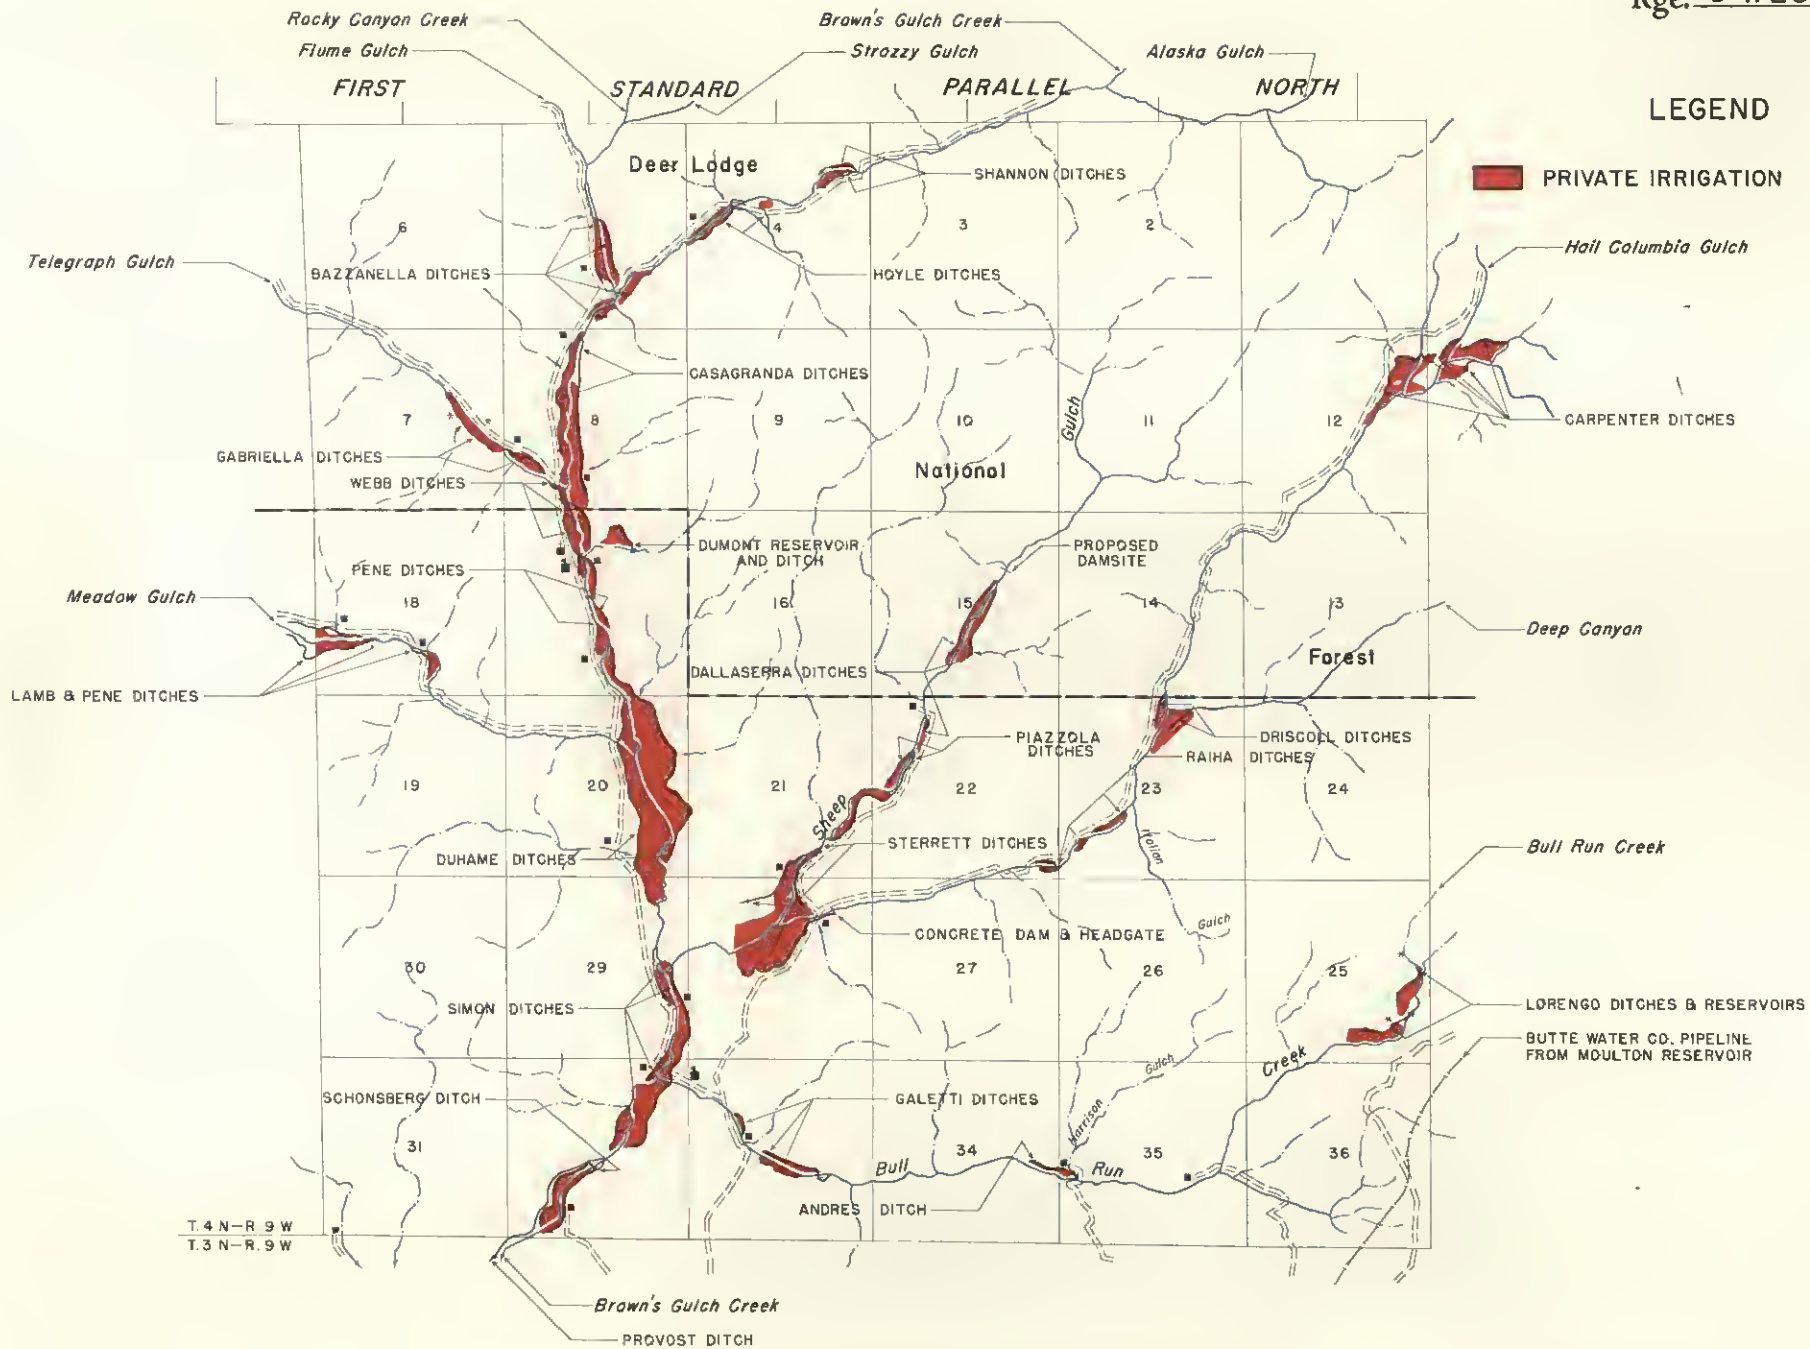 Rge.
Rocky Canyon Creek
Brown's Gulch Creek
Flume Gulch
Strozzy Gulch
Alaska Gulch
FIRST STANDARD PARALLEL NORTH
LEGEND
PRIVATE IRRIGATION
Deer Lodge
SHANNON DITCHES
6
4
3
2
Hail Columbia Gulch
Telegraph Gulch
BAZZANELLA DITCHES
HOYLE DITCHES
CASAGRANDA DITCHES
Gulch
7
8
9
10
11
12
CARPENTER DITCHES
GABRIELLA DITCHES
National
WEBB DITCHES
DUMONT RESERVOIR
AND DITCH
PROPOSED
DAMSITE
PENE DITCHES
Meadow Gulch
18
16
15
14
13
Deep Canyon
Forest
DALLASERRA DITCHES
LAMB & PENE DITCHES
PIAZZOLA
DITCHES
DRISCOLL DITCHES
RAIHA DITCHES
19
20
21
22
23
24
Sheep
STERRETT DITCHES
Italian
Gulch
Bull Run Creek
DUHAME DITCHES
CONCRETE DAM & HEADGATE
30
29
27
26
25
SIMON DITCHES
LORENGO DITCHES & RESERVOIRS
BUTTE WATER CO. PIPELINE
FROM MOULTON RESERVOIR
Creek
Gulch
Harrison
SCHONSBERG DITCH
GALETTI DITCHES
31
34
35
36
Bull
Run
ANDRES DITCH
T. 4 N–R. 9 W
T. 3 N–R. 9 W
Brown's Gulch Creek
PROVOST DITCH